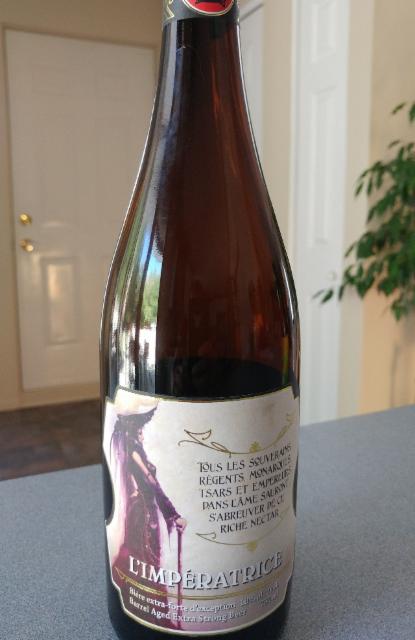 TOUS LES SOUVERAINS
RÉGENTS, MONARQUES,
TSARS ET EMPEREURS
DANS L'ÂME SAURONT
S'ABREUVER DE CE
RICHE NECTAR
L'IMPÉRATRICE
Bière extra-forte d'exception
Barrel Aged Extra Strong Beer